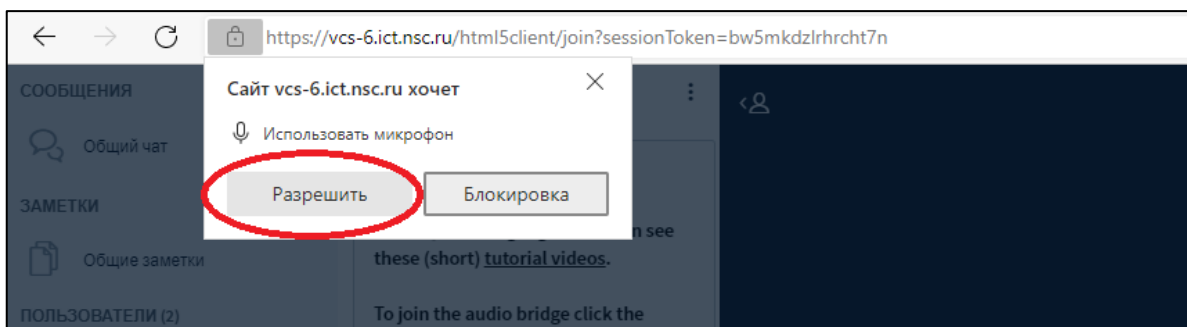 https://vcs-6.ict.nsc.ru/html5client/join?sessionToken=bw5mkdzlrhrcht7n
СООБЩЕНИЯ
Общий чат
ЗАМЕТКИ
Общие заметки
ПОЛЬЗОВАТЕЛИ (2)
Сайт vcs-6.ict.nsc.ru хочет
Использовать микрофон
Разрешить
Блокировка
see
these (short) tutorial videos.
To join the audio bridge click the